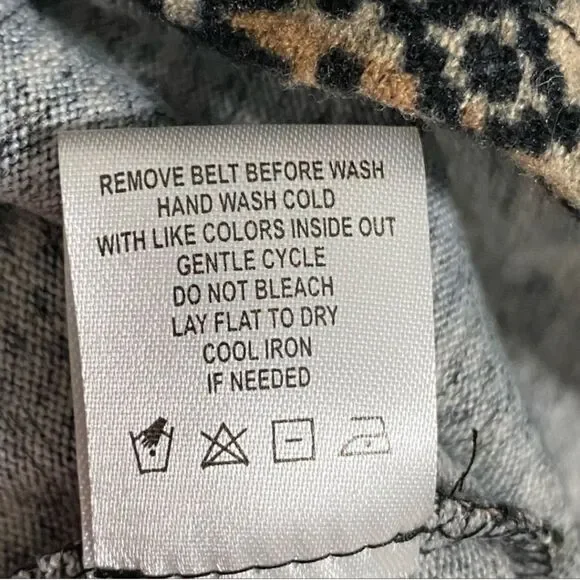 REMOVE BELT BEFORE WASH
HAND WASH COLD
WITH LIKE COLORS INSIDE OUT
GENTLE CYCLE
DO NOT BLEACH
LAY FLAT TO DRY
COOL IRON
IF NEEDED